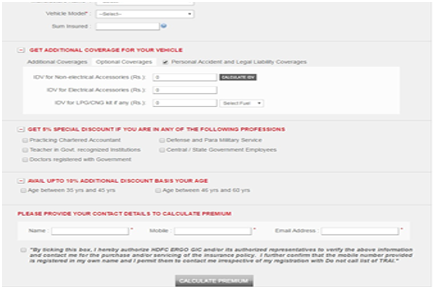 Vehicle Model* : --Select--
Sum Insured :
GET ADDITIONAL COVERAGE FOR YOUR VEHICLE
Additional Coverages Optional Coverages Personal Accident and Legal Liability Coverages
IDV for Non-electrical Accessories (Rs.): 0 CALCULATE IDV
IDV for Electrical Accessories (Rs.): 0
IDV for LPG/CNG kit if any (Rs.): 0 Select Fuel
GET 5% SPECIAL DISCOUNT IF YOU ARE IN ANY OF THE FOLLOWING PROFESSIONS
Practicing Chartered Accountant Defense and Para Military Service
Teacher in Govt. recognized Institutions Central / State Government Employees
Doctors registered with Government
AVAIL UPTO 10% ADDITIONAL DISCOUNT BASIS YOUR AGE
Age between 35 yrs and 45 yrs Age between 46 yrs and 60 yrs
PLEASE PROVIDE YOUR CONTACT DETAILS TO CALCULATE PREMIUM
Name : * Mobile : * Email Address : *
"By ticking this box, I hereby authorize HDFC ERGO GIC and/or its authorized representatives to verify the above information
and contact me for the purchase and/or servicing of the insurance policy. I further confirm that the mobile number provided
is registered in my own name and I permit them to contact me irrespective of my registration with Do not call list of TRAI."
CALCULATE PREMIUM